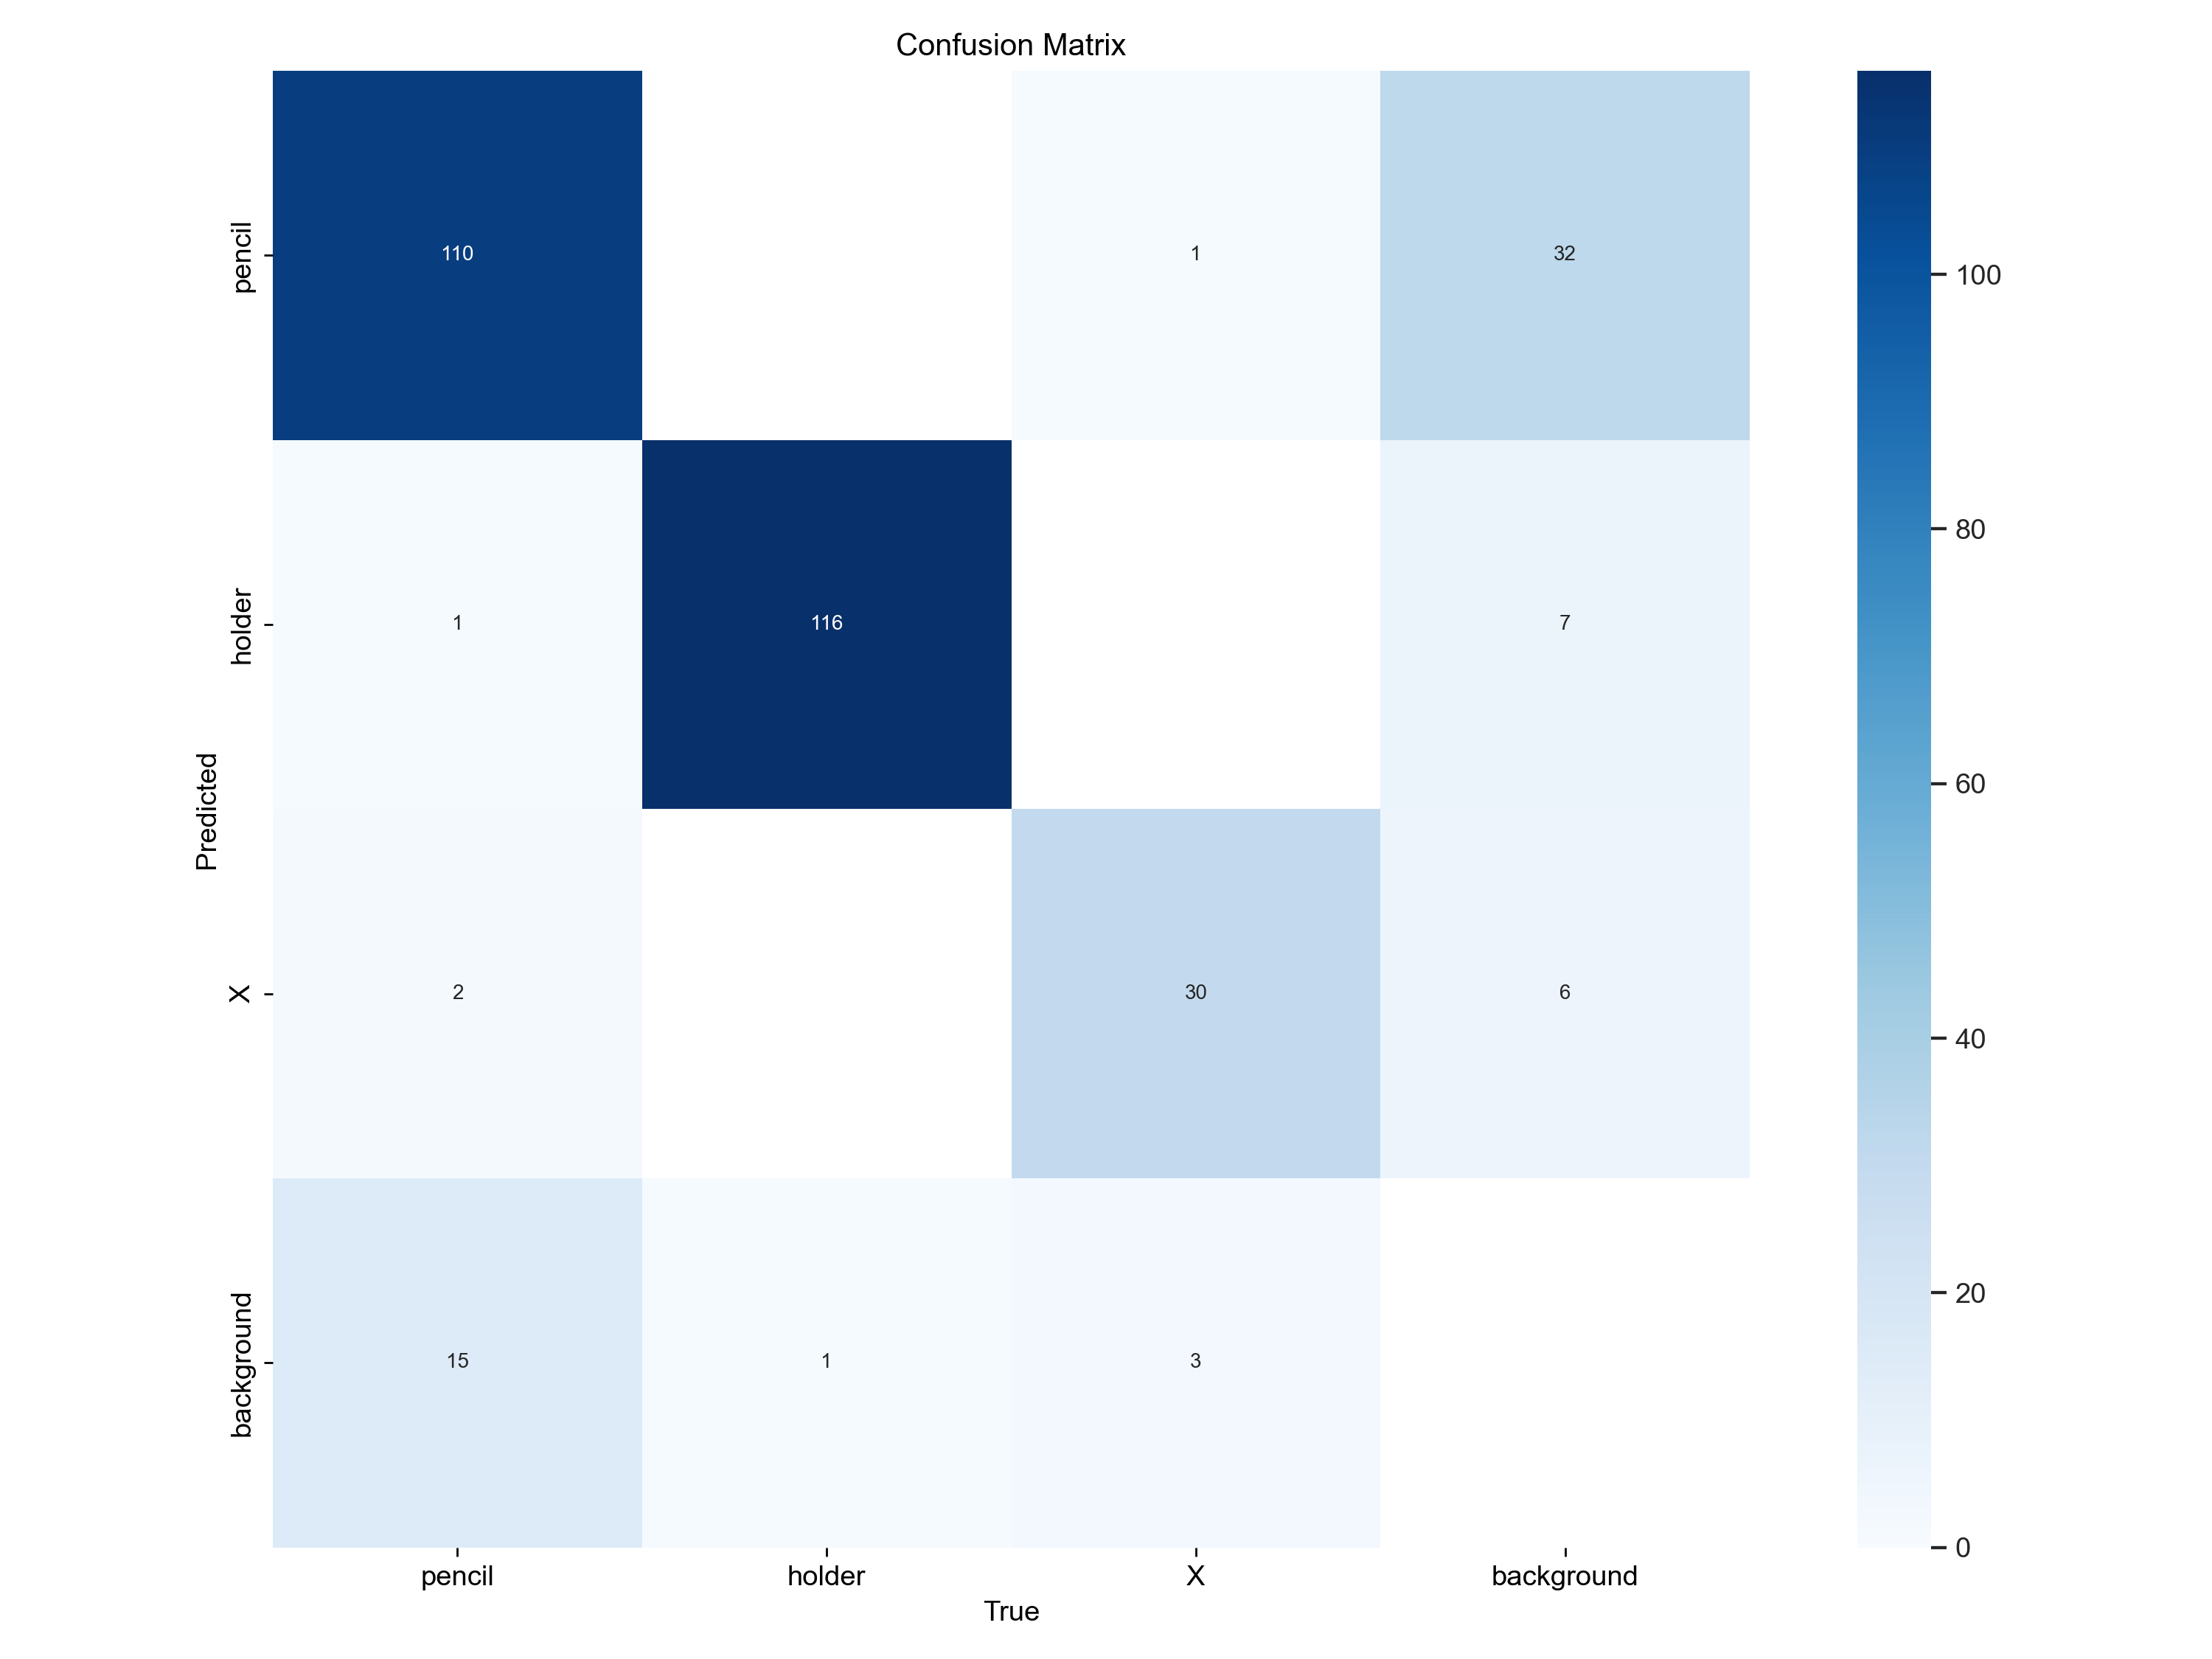 Confusion Matrix
pencil
110
1
32
100
holder
1
116
7
80
Predicted
60
X
2
30
6
40
background
15
1
3
20
0
pencil
holder
X
background
True